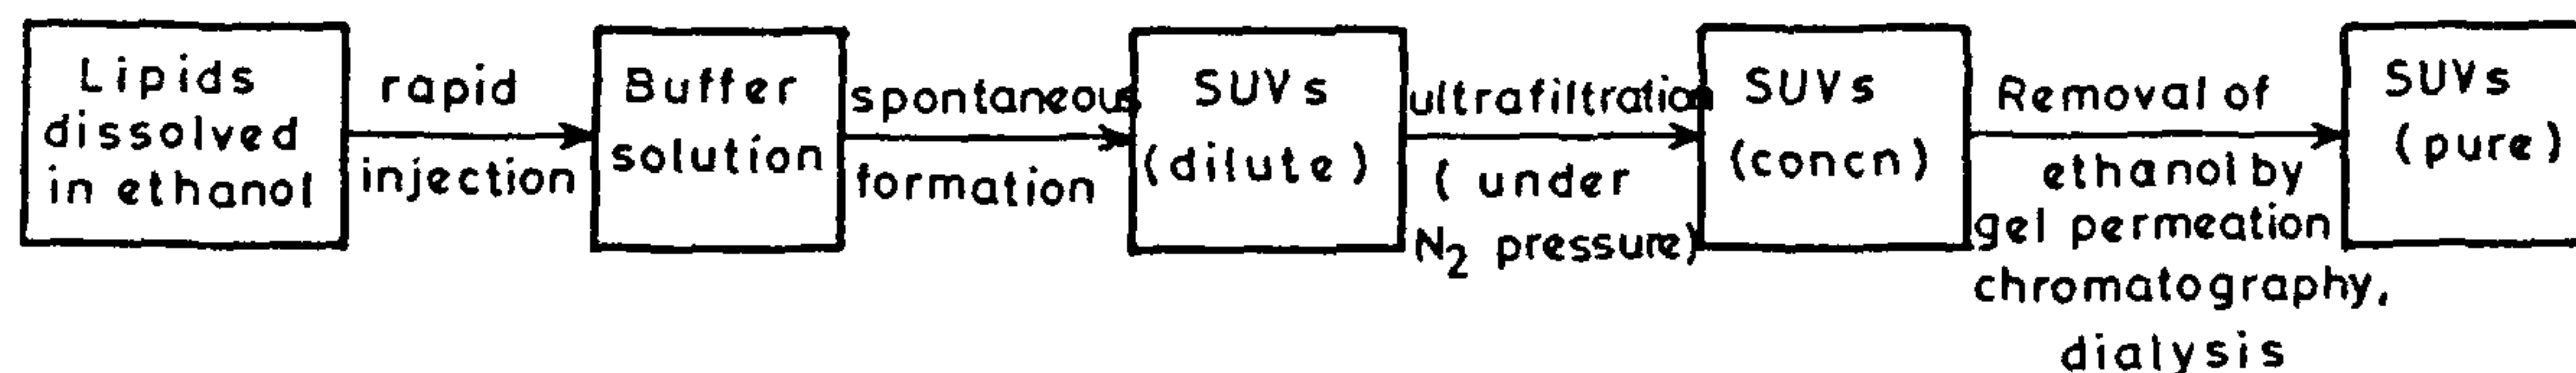 Lipids
dissolved
in ethanol
rapid
injection
Buffer
solution
spontaneous
formation
SUVs
(dilute)
ultrafiltration
( under
N₂ pressure)
SUVs
(concn)
Removal of
ethanol by
gel permeation
chromatography,
dialysis
SUVs
(pure)